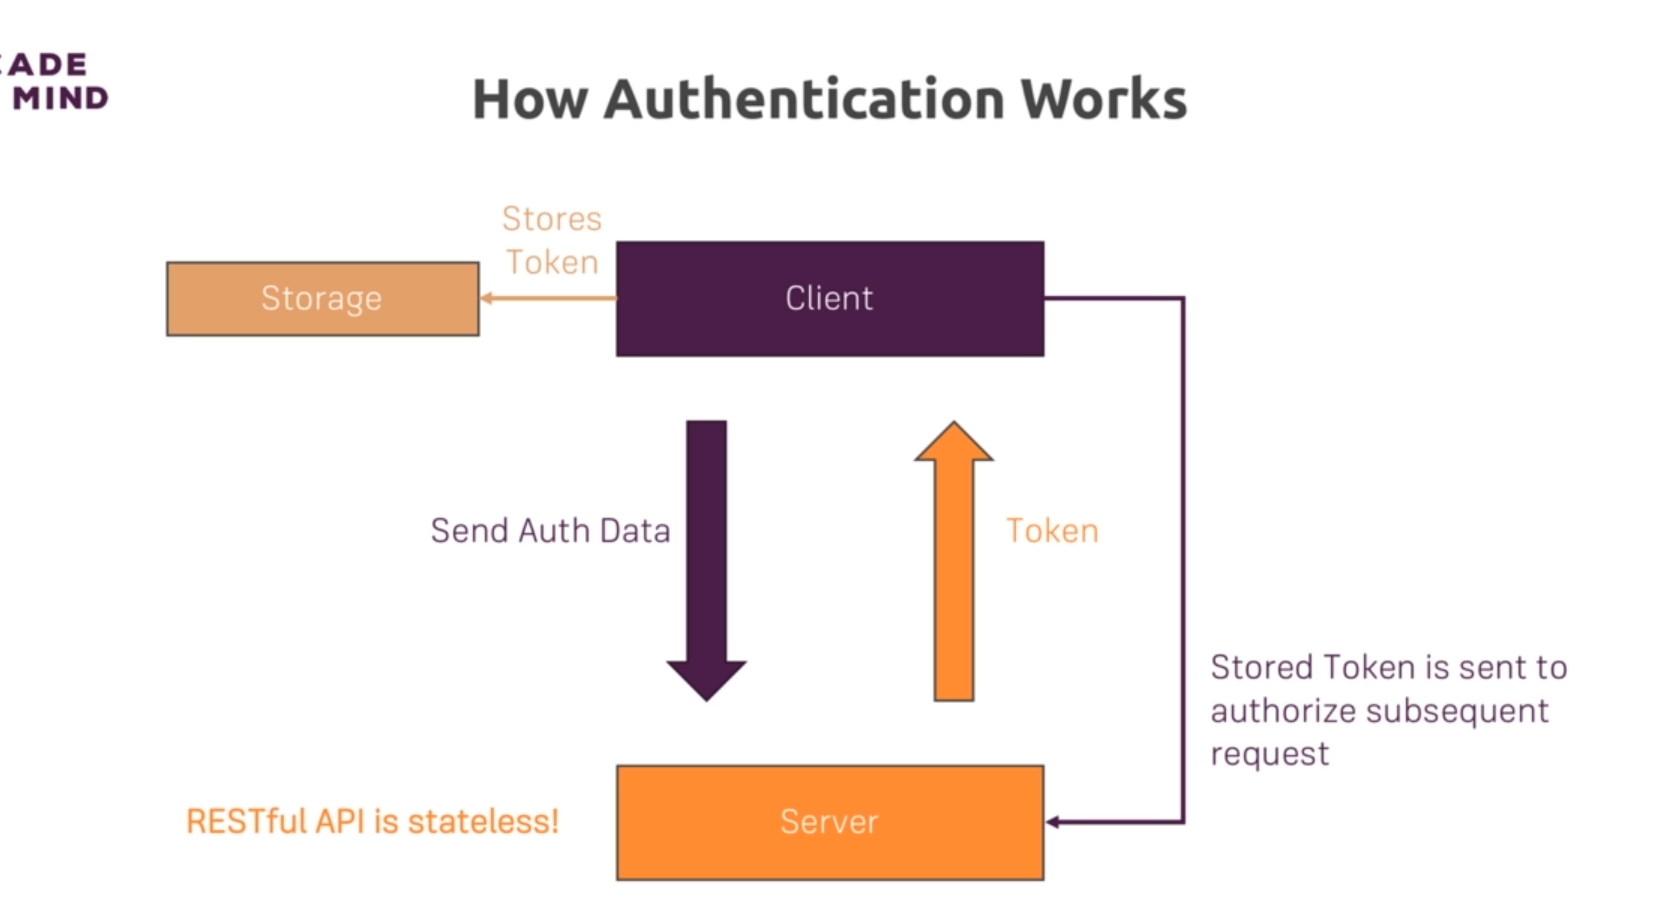 MIND
How Authentication Works
Stores
Token
Storage
Client
Send Auth Data
Token
Stored Token is sent to
authorize subsequent
request
RESTful API is stateless!
Server